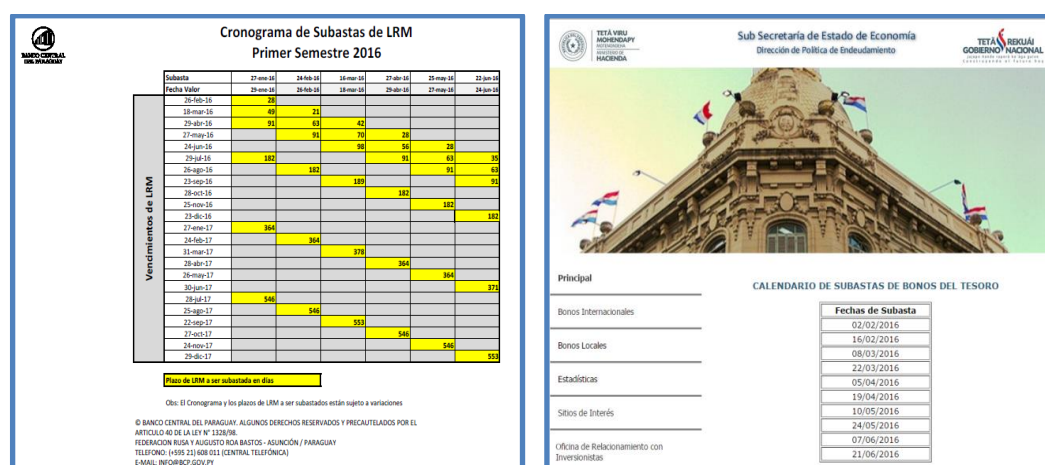 BANCO CENTRAL
DEL PARAGUAY
Cronograma de Subastas de LRM
Primer Semestre 2016
Subasta 27-ene-16 24-feb-16 16-mar-16 27-abr-16 25-may-16 22-jun-16
Fecha Valor 29-ene-16 26-feb-16 18-mar-16 29-abr-16 27-may-16 24-jun-16
Vencimientos de LRM
26-feb-16 28
18-mar-16 49 21
29-abr-16 91 63 42
27-may-16 91 70 28
24-jun-16 98 56 28
29-jul-16 182 91 63 35
26-ago-16 182 91 63
23-sep-16 189 91
28-oct-16 182
25-nov-16 182
23-dic-16 182
27-ene-17 364
24-feb-17 364
31-mar-17 378
28-abr-17 364
26-may-17 364
30-jun-17 371
28-jul-17 546
25-ago-17 546
22-sep-17 553
27-oct-17 546
24-nov-17 546
29-dic-17 553
Plazo de LRM a ser subastada en días
Obs: El Cronograma y los plazos de LRM a ser subastados están sujeto a variaciones
© BANCO CENTRAL DEL PARAGUAY. ALGUNOS DERECHOS RESERVADOS Y PRECAUTELADOS POR EL
ARTICULO 40 DE LA LEY N° 1328/98.
FEDERACION RUSA Y AUGUSTO ROA BASTOS - ASUNCIÓN / PARAGUAY
TELEFONO: (+595 21) 608 011 (CENTRAL TELEFÓNICA)
E-MAIL: INFO@BCP.GOV.PY
TETÃ VIRU
MOHENDAPY
MINISTERIO DE
HACIENDA
Sub Secretaría de Estado de Economía
Dirección de Política de Endeudamiento
TETÃ REKUÁI
GOBIERNO NACIONAL
Principal
Bonos Internacionales
Bonos Locales
Estadísticas
Sitios de Interés
Oficina de Relacionamiento con
Inversionistas
CALENDARIO DE SUBASTAS DE BONOS DEL TESORO
Fechas de Subasta
02/02/2016
16/02/2016
08/03/2016
22/03/2016
05/04/2016
19/04/2016
10/05/2016
24/05/2016
07/06/2016
21/06/2016